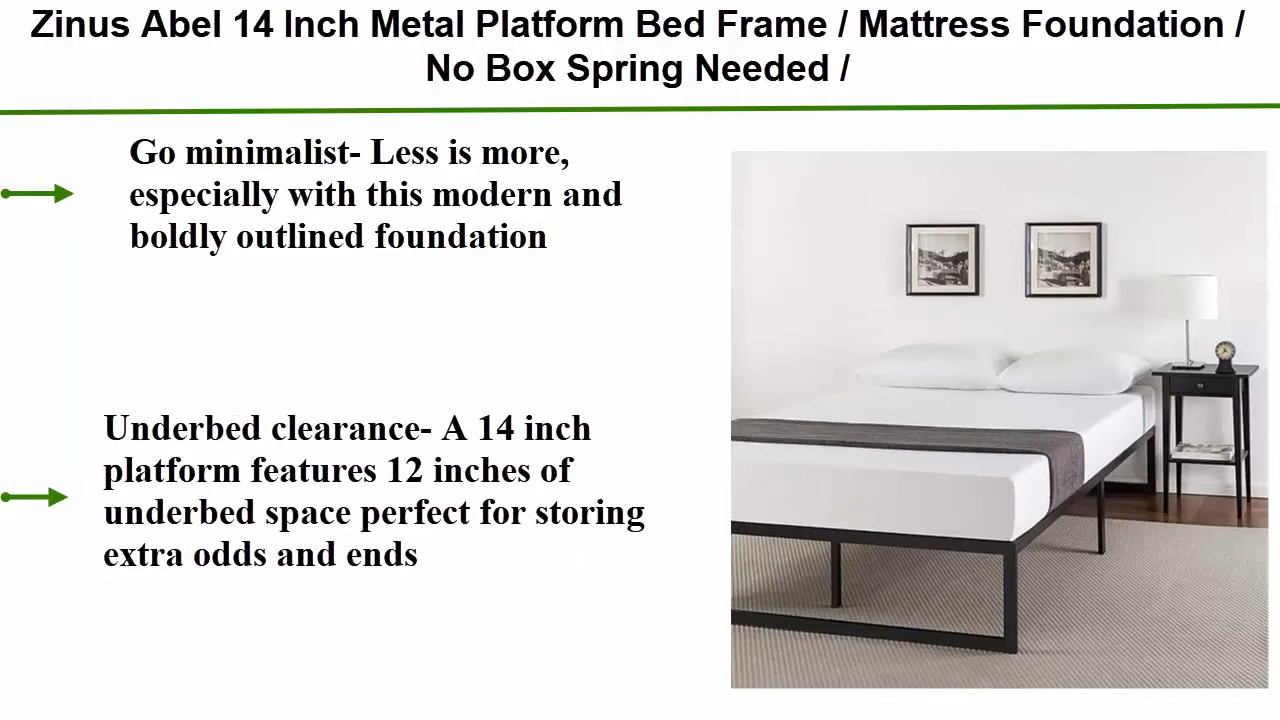 Zinus Abel 14 Inch Metal Platform Bed Frame / Mattress Foundation /
No Box Spring Needed /
Go minimalist- Less is more,
especially with this modern and
boldly outlined foundation
Underbed clearance- A 14 inch
platform features 12 inches of
underbed space perfect for storing
extra odds and ends